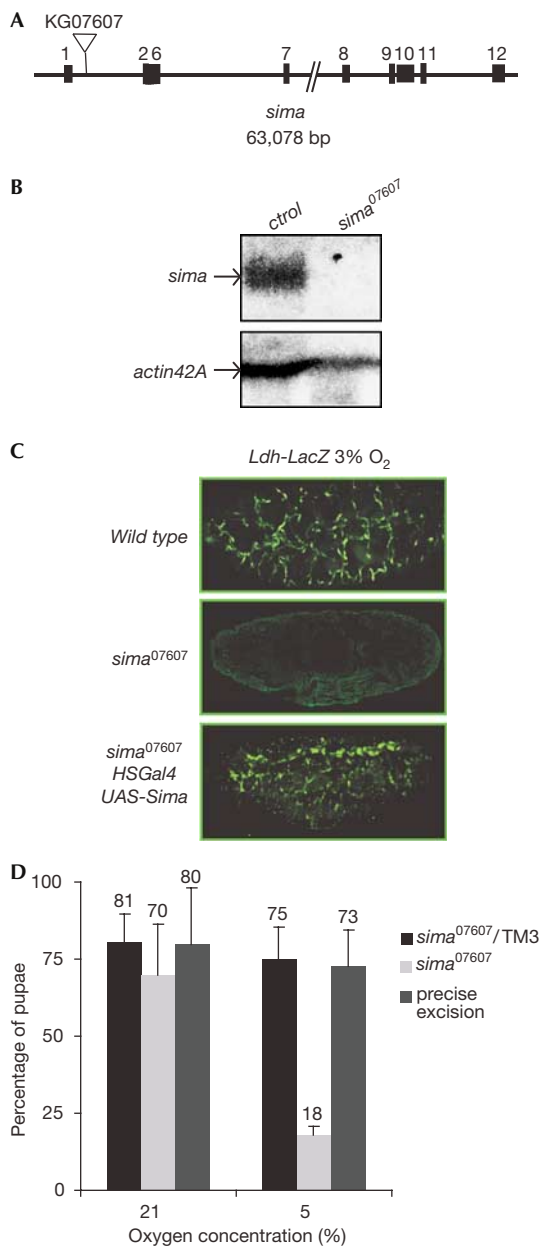 A
KG07607
1 26 7 8 9 10 11 12
sima
63,078 bp
B
ctrol sima07607
sima
actin42A
C
Ldh-LacZ 3% O2
Wild type
sima07607
sima07607
HSGal4
UAS-Sima
D
100
75
50
25
0
Percentage of pupae
81 70 80 75 18 73
sima07607/TM3
sima07607
precise
excision
21 5
Oxygen concentration (%)